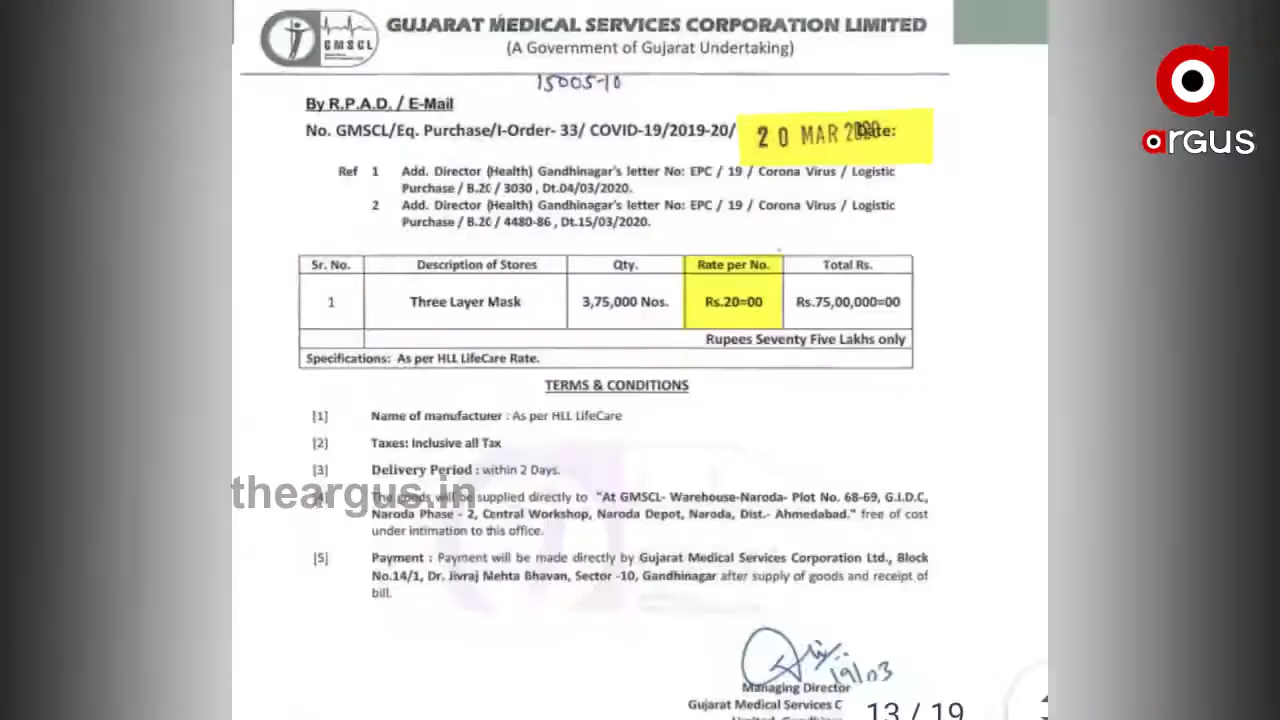 GUJARAT MEDICAL SERVICES CORPORATION LIMITED
GMSCL
(A Government of Gujarat Undertaking)
15005-10
By R.P.A.D. / E-Mail
No. GMSCL/Eq. Purchase/I-Order- 33/ COVID-19/2019-20/ Date:
20 MAR 2020
argus
Ref 1 Add. Director (Health) Gandhinagar's letter No: EPC / 19 / Corona Virus / Logistic
Purchase / B.20 / 3030 , Dt.04/03/2020.
2 Add. Director (Health) Gandhinagar's letter No: EPC / 19 / Corona Virus / Logistic
Purchase / B.20 / 4480-86 , Dt.15/03/2020.
Sr. No. Description of Stores Qty. Rate per No. Total Rs.
1 Three Layer Mask 3,75,000 Nos. Rs.20=00 Rs.75,00,000=00
Rupees Seventy Five Lakhs only
Specifications: As per HLL LifeCare Rate.
TERMS & CONDITIONS
[1] Name of manufacturer : As per HLL LifeCare
[2] Taxes: Inclusive all Tax
[3] Delivery Period : within 2 Days.
theargus.in
[4] The goods will be supplied directly to "At GMSCL- Warehouse-Naroda- Plot No. 68-69, G.I.D.C,
Naroda Phase - 2, Central Workshop, Naroda Depot, Naroda, Dist.- Ahmedabad." free of cost
under intimation to this office.
[5] Payment : Payment will be made directly by Gujarat Medical Services Corporation Ltd., Block
No.14/1, Dr. Jivraj Mehta Bhavan, Sector -10, Gandhinagar after supply of goods and receipt of
bill.
19/03
Managing Director
Gujarat Medical Services C
13 / 19